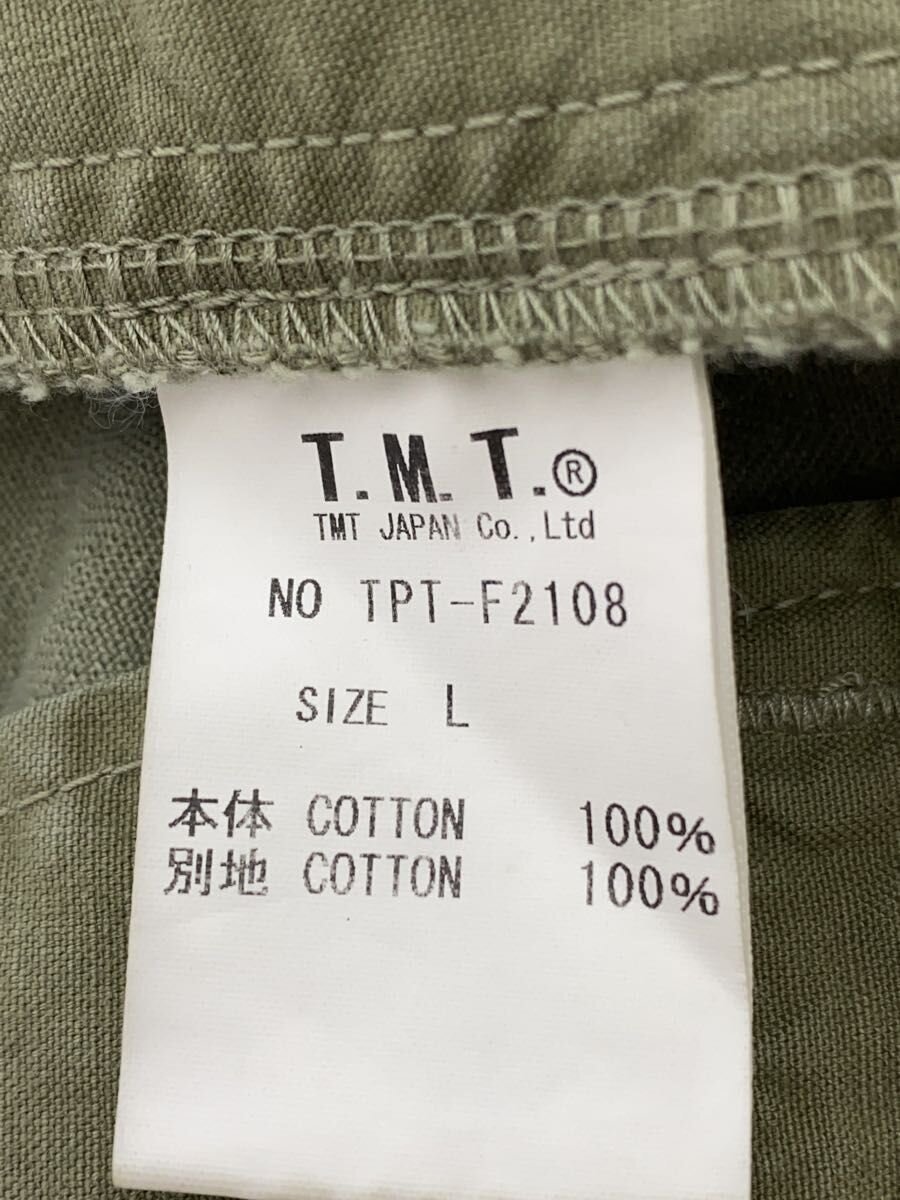 T.M.T.®
TMT JAPAN Co.,Ltd
NO TPT-F2108
SIZE L
本体 COTTON 100%
別地 COTTON 100%